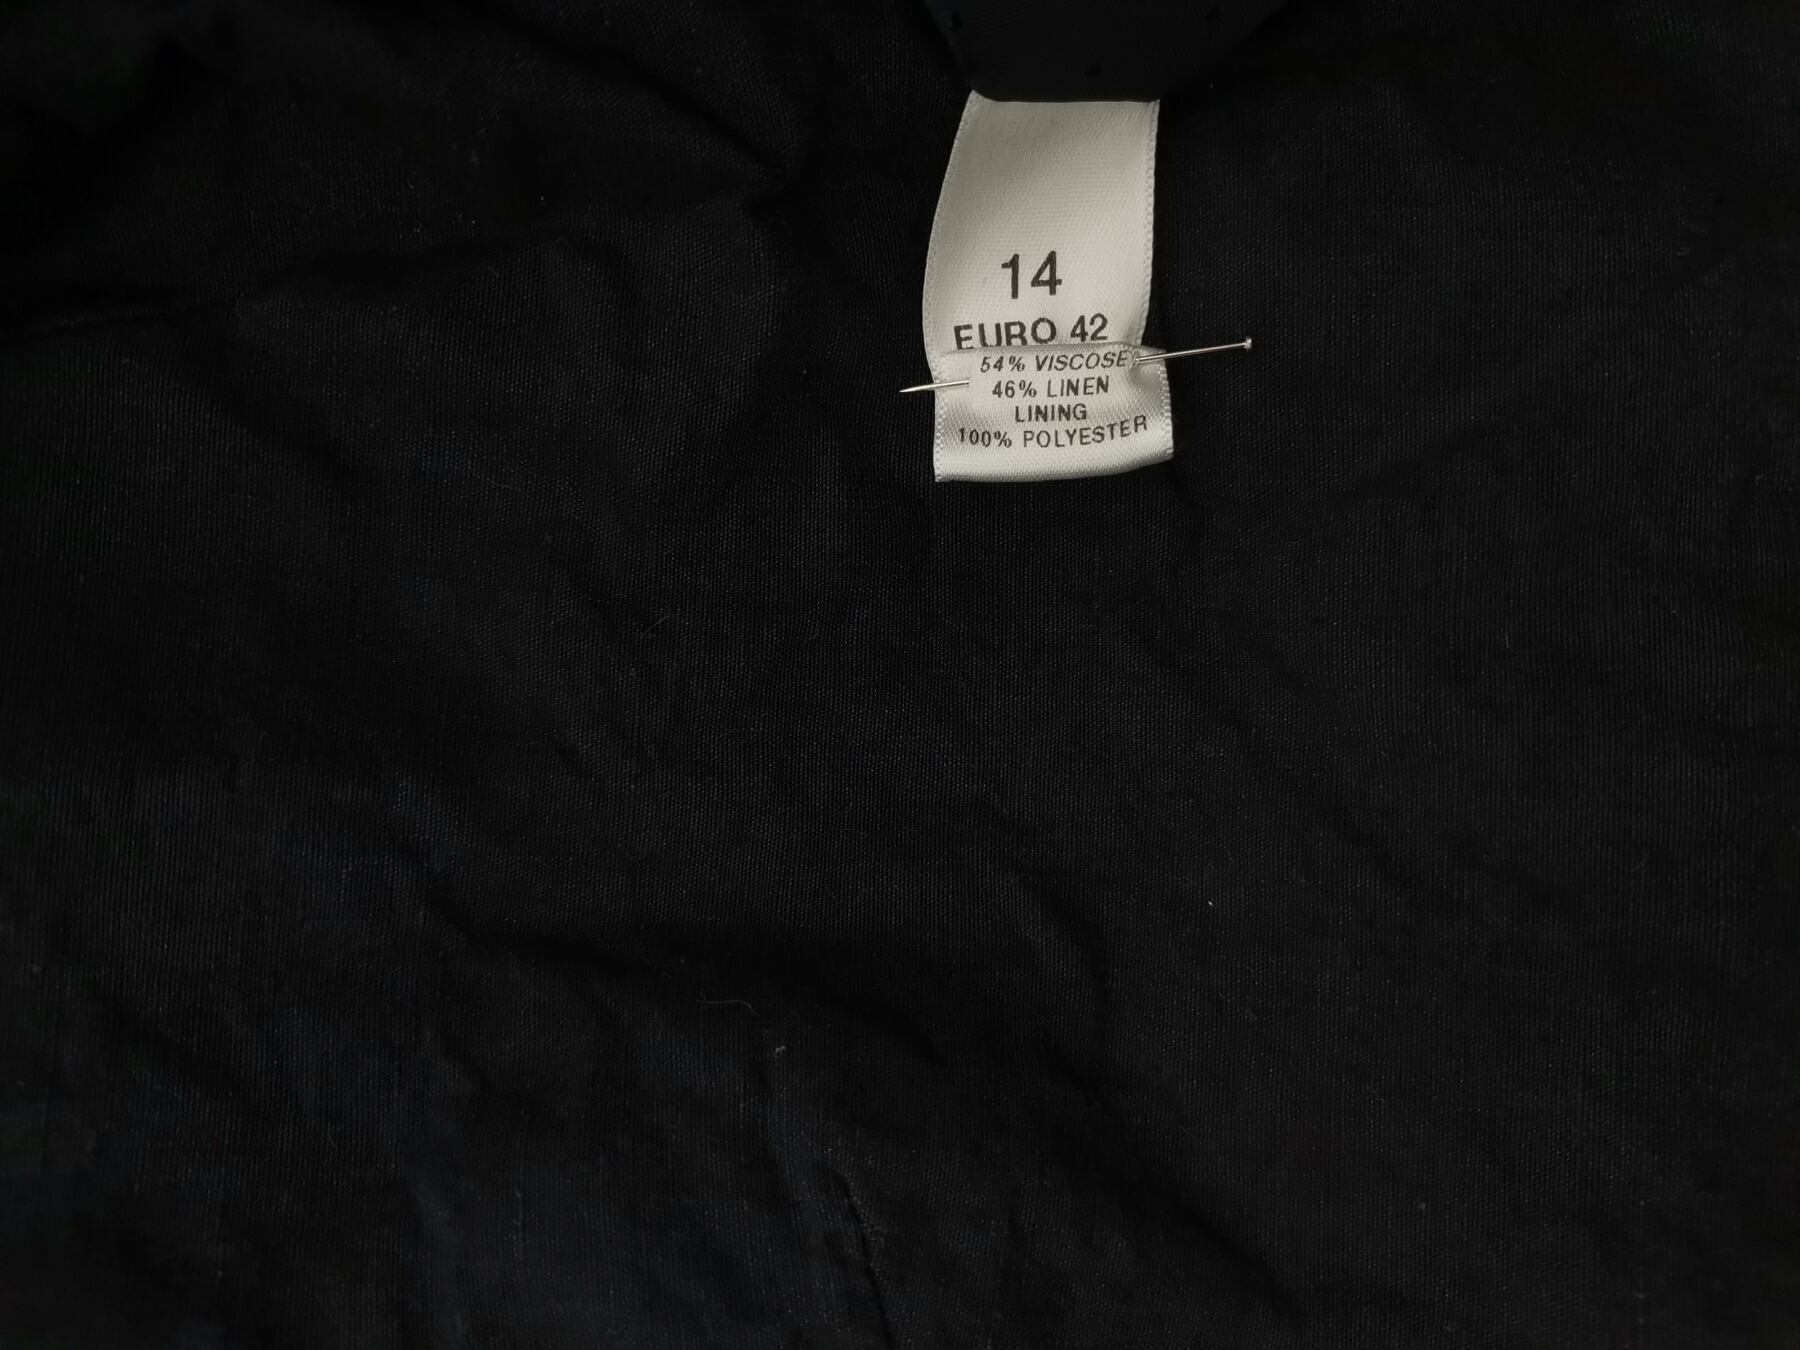 14
EURO 42
54% VISCOSE
46% LINEN
LINING
100% POLYESTER